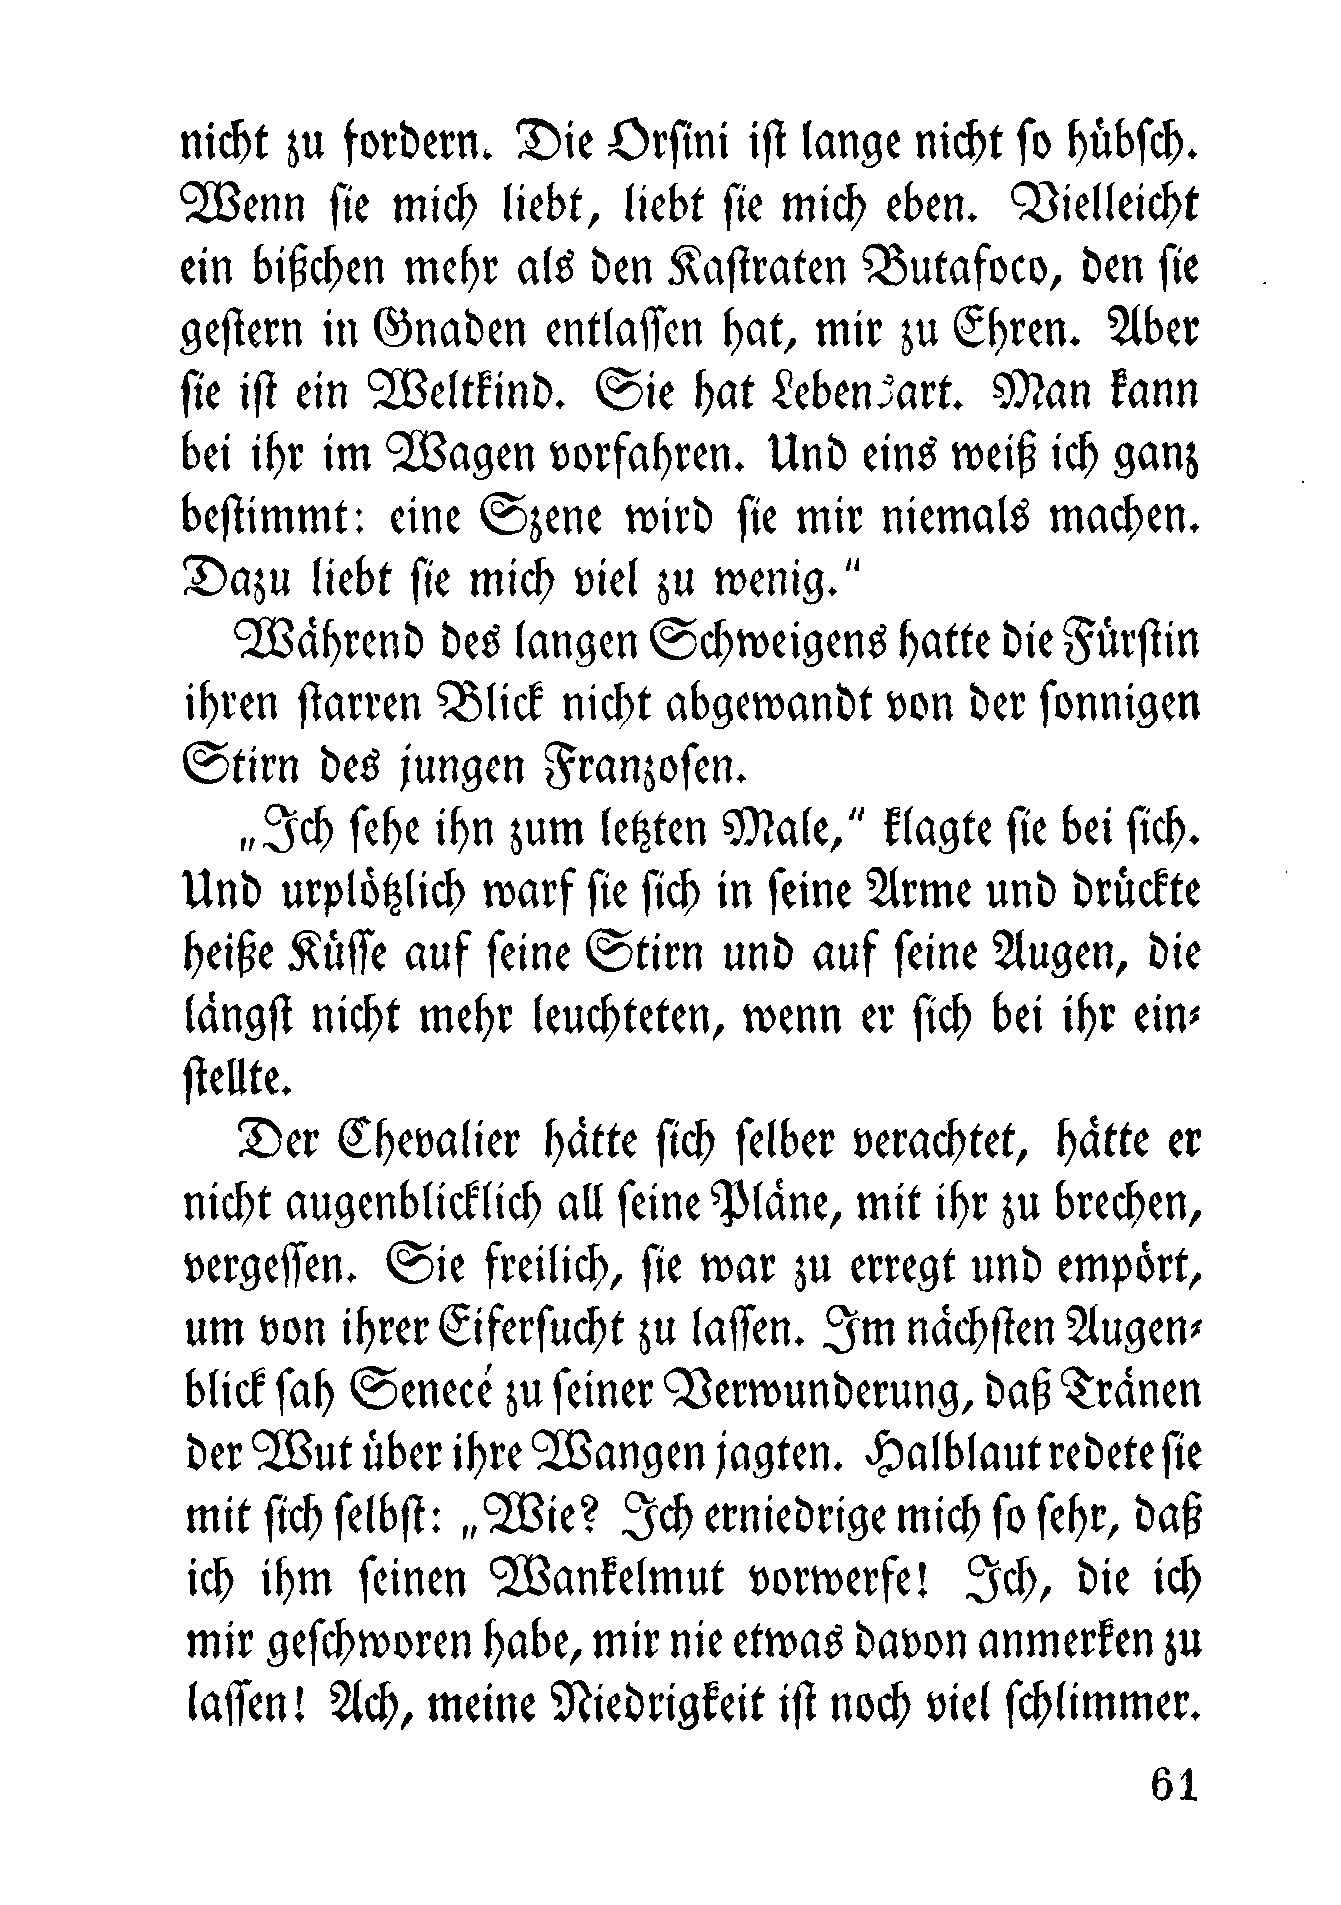 nicht zu fordern. Die Orsini ist lange nicht so hübsch.
Wenn sie mich liebt, liebt sie mich eben. Vielleicht
ein bißchen mehr als den Kastraten Butafoco, den sie
gestern in Gnaden entlassen hat, mir zu Ehren. Aber
sie ist ein Weltkind. Sie hat Lebensart. Man kann
bei ihr im Wagen vorfahren. Und eins weiß ich ganz
bestimmt: eine Szene wird sie mir niemals machen.
Dazu liebt sie mich viel zu wenig.“
Während des langen Schweigens hatte die Fürstin
ihren starren Blick nicht abgewandt von der sonnigen
Stirn des jungen Franzosen.
„Ich sehe ihn zum letzten Male,“ klagte sie bei sich.
Und urplötzlich warf sie sich in seine Arme und drückte
heiße Küsse auf seine Stirn und auf seine Augen, die
längst nicht mehr leuchteten, wenn er sich bei ihr ein-
stellte.
Der Chevalier hätte sich selber verachtet, hätte er
nicht augenblicklich all seine Pläne, mit ihr zu brechen,
vergessen. Sie freilich, sie war zu erregt und empört,
um von ihrer Eifersucht zu lassen. Im nächsten Augen-
blick sah Senecé zu seiner Verwunderung, daß Tränen
der Wut über ihre Wangen jagten. Halblaut redete sie
mit sich selbst: „Wie? Ich erniedrige mich so sehr, daß
ich ihm seinen Wankelmut vorwerfe! Ich, die ich
mir geschworen habe, mir nie etwas davon anmerken zu
lassen! Ach, meine Niedrigkeit ist noch viel schlimmer.
61